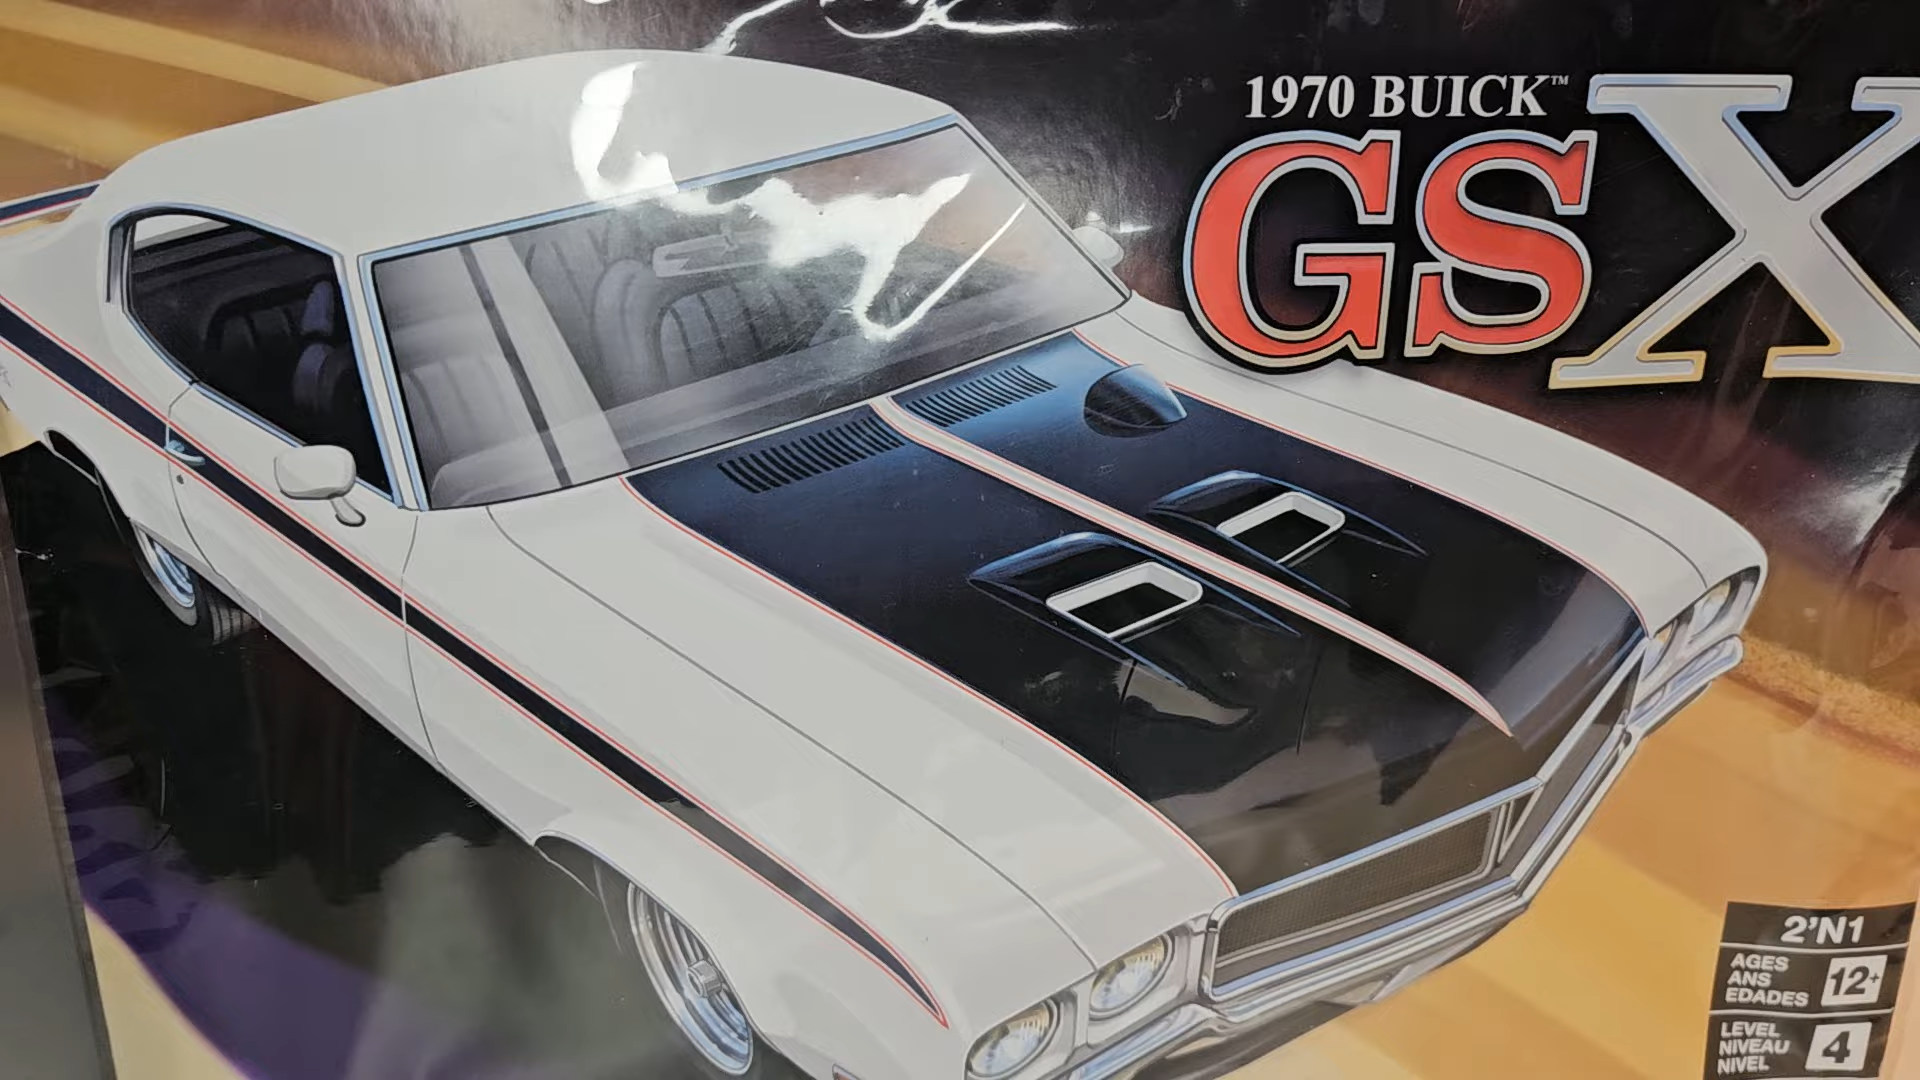 1970 BUICK™
GSX
2'N1
AGES
ANS
EDADES
12+
LEVEL
NIVEAU
NIVEL
4